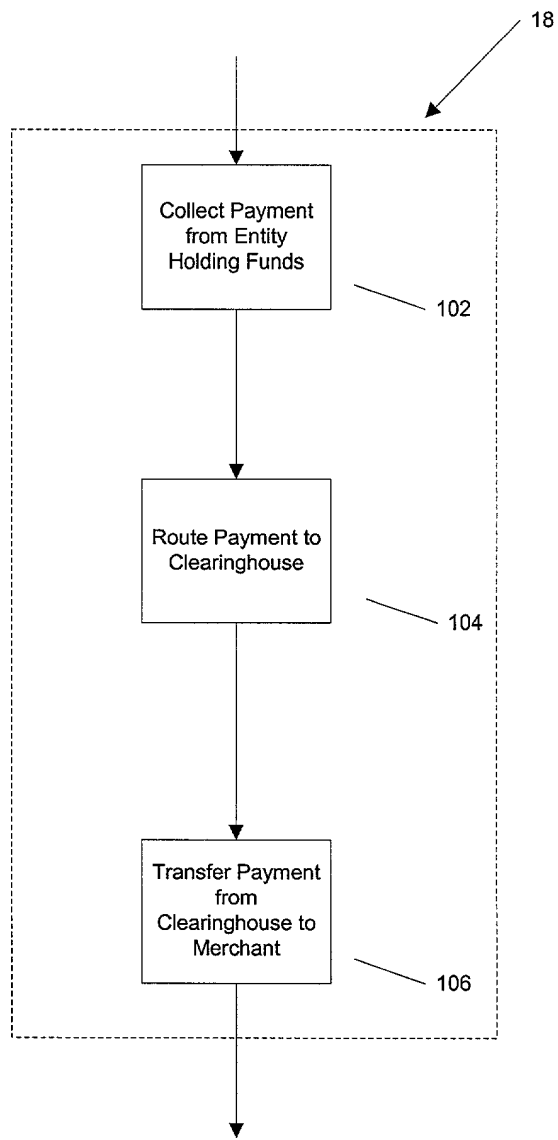 18
Collect Payment
from Entity
Holding Funds
102
Route Payment to
Clearinghouse
104
Transfer Payment
from
Clearinghouse to
Merchant
106